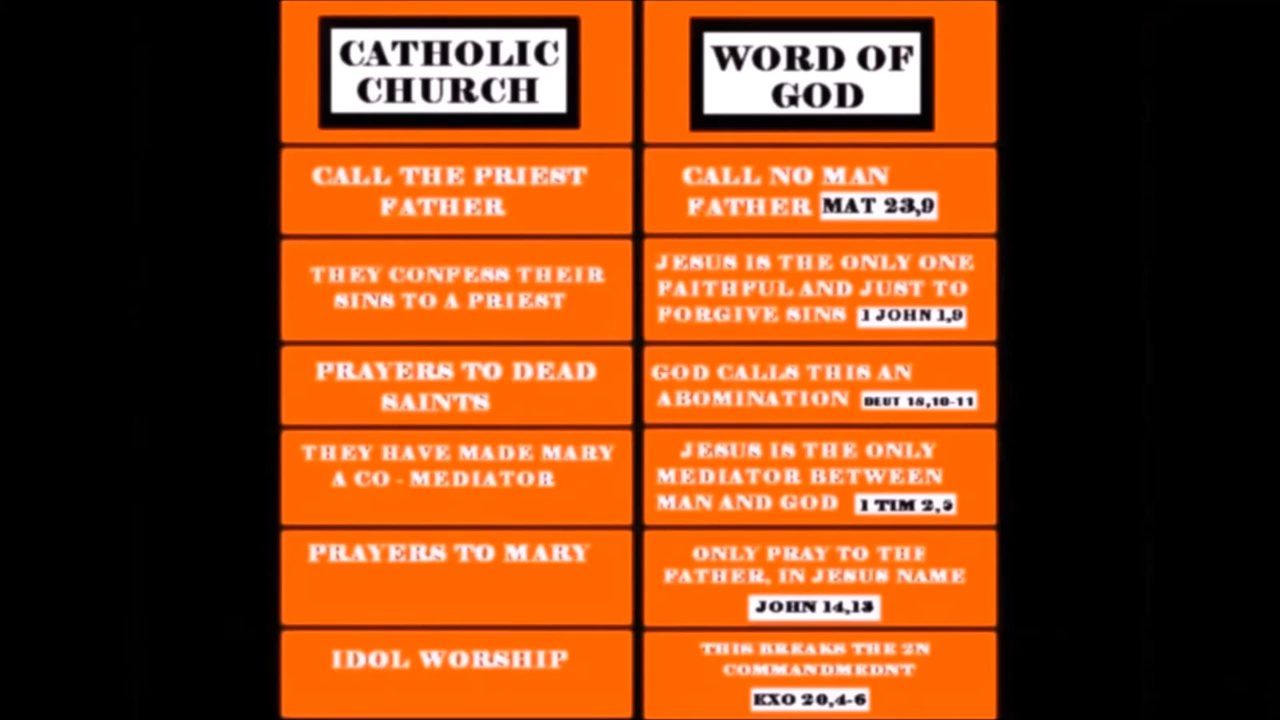 CATHOLIC
CHURCH
WORD OF
GOD
CALL THE PRIEST
FATHER
CALL NO MAN
FATHER MAT 23,9
THEY CONFESS THEIR
SINS TO A PRIEST
JESUS IS THE ONLY ONE
FAITHFUL AND JUST TO
FORGIVE SINS 1 JOHN 1,9
PRAYERS TO DEAD
SAINTS
GOD CALLS THIS AN
ABOMINATION DEUT 18,10-11
THEY HAVE MADE MARY
A CO - MEDIATOR
JESUS IS THE ONLY
MEDIATOR BETWEEN
MAN AND GOD 1 TIM 2,5
PRAYERS TO MARY
ONLY PRAY TO THE
FATHER, IN JESUS NAME
JOHN 14,13
IDOL WORSHIP
THIS BREAKS THE 2N
COMMANDMEDNT
EXO 20,4-6